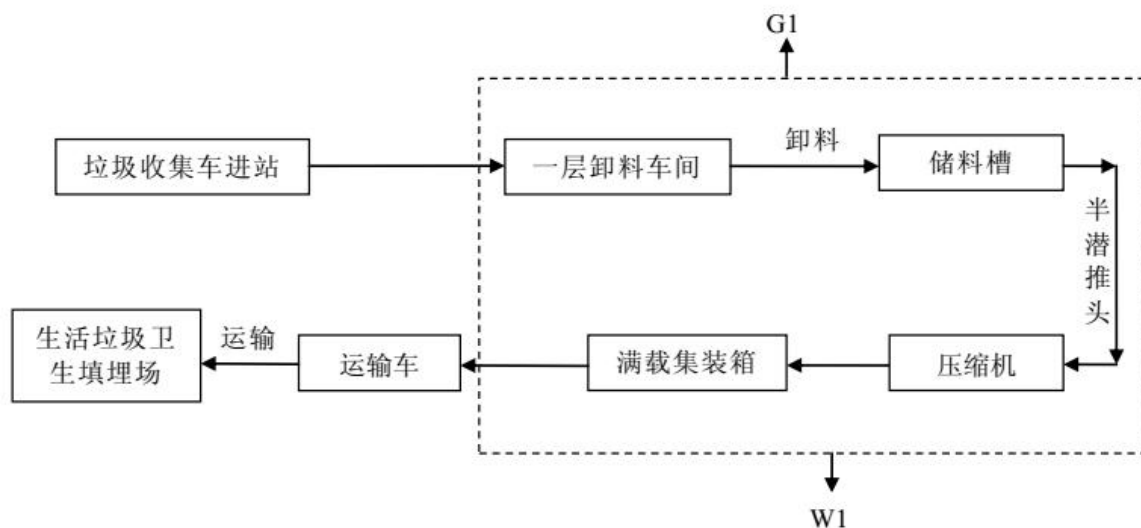 G1
垃圾收集车进站
一层卸料车间
卸料
储料槽
半
潜
推
头
生活垃圾卫
生填埋场
运输
运输车
满载集装箱
压缩机
W1